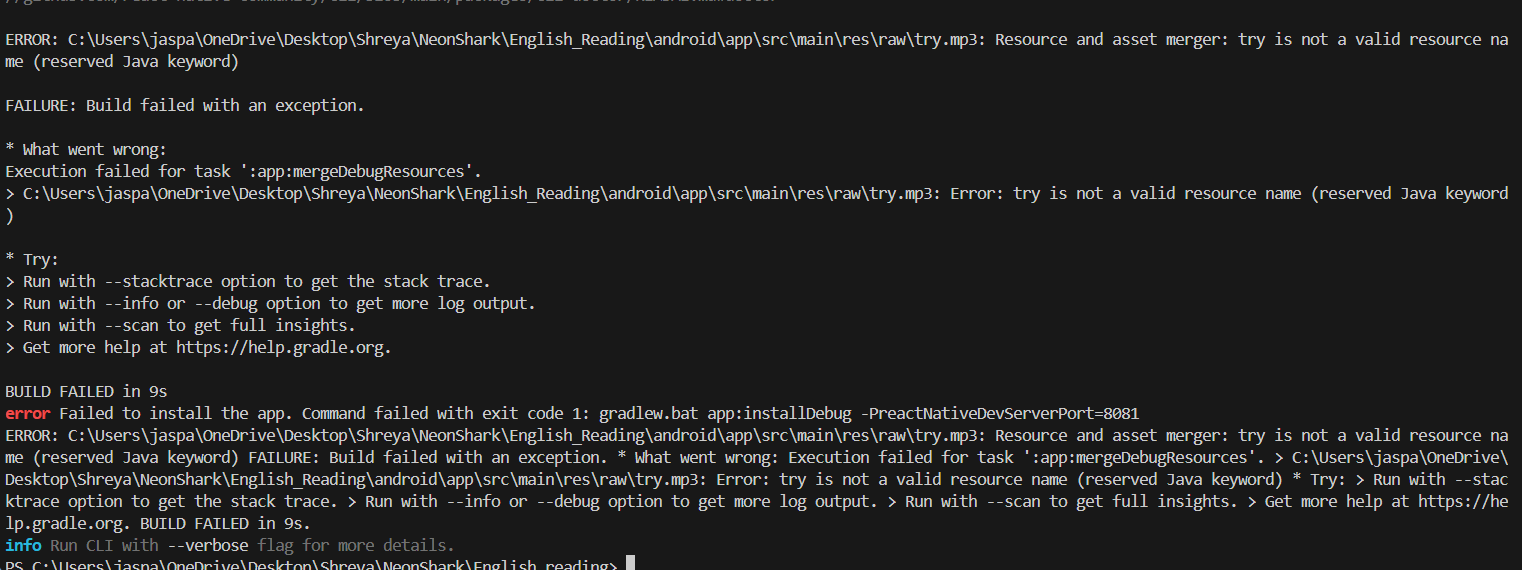 ERROR: C:\Users\jaspa\OneDrive\Desktop\Shreya\NeonShark\English_Reading\android\app\src\main\res\raw\try.mp3: Resource and asset merger: try is not a valid resource na
me (reserved Java keyword)
FAILURE: Build failed with an exception.
* What went wrong:
Execution failed for task ':app:mergeDebugResources'.
> C:\Users\jaspa\OneDrive\Desktop\Shreya\NeonShark\English_Reading\android\app\src\main\res\raw\try.mp3: Error: try is not a valid resource name (reserved Java keyword
)
* Try:
> Run with --stacktrace option to get the stack trace.
> Run with --info or --debug option to get more log output.
> Run with --scan to get full insights.
> Get more help at https://help.gradle.org.
BUILD FAILED in 9s
error Failed to install the app. Command failed with exit code 1: gradlew.bat app:installDebug -PreactNativeDevServerPort=8081
ERROR: C:\Users\jaspa\OneDrive\Desktop\Shreya\NeonShark\English_Reading\android\app\src\main\res\raw\try.mp3: Resource and asset merger: try is not a valid resource na
me (reserved Java keyword) FAILURE: Build failed with an exception. * What went wrong: Execution failed for task ':app:mergeDebugResources'. > C:\Users\jaspa\OneDrive\
Desktop\Shreya\NeonShark\English_Reading\android\app\src\main\res\raw\try.mp3: Error: try is not a valid resource name (reserved Java keyword) * Try: > Run with --stac
ktrace option to get the stack trace. > Run with --info or --debug option to get more log output. > Run with --scan to get full insights. > Get more help at https://he
lp.gradle.org. BUILD FAILED in 9s.
info Run CLI with --verbose flag for more details.
PS C:\Users\jaspa\OneDrive\Desktop\Shreya\NeonShark\English_reading>